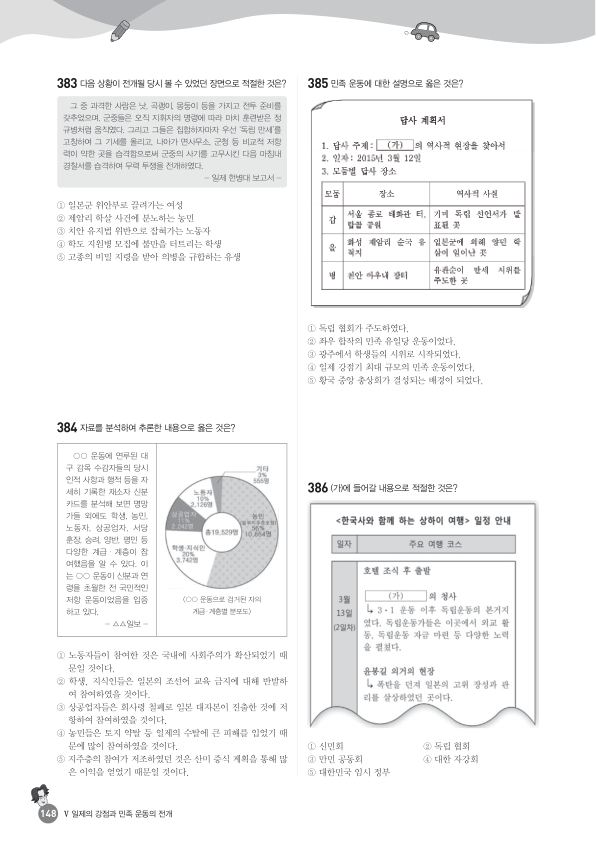 383 다음 상황이 전개될 당시 볼 수 있었던 장면으로 적절한 것은?
그 중 과격한 사람은 낫, 곡괭이, 몽둥이 등을 가지고 전투 준비를
갖추었으며, 군중들은 오직 지휘자의 명령에 따라 마치 훈련받은 정
규병처럼 움직였다. 그리고 그들은 집합하자마자 우선 '독립 만세'를
고창하여 그 기세를 올리고, 나아가 면사무소, 군청 등 비교적 저항
력이 약한 곳을 습격함으로써 군중의 사기를 고무시킨 다음 마침내
경찰서를 습격하여 무력 투쟁을 전개하였다.
– 일제 헌병대 보고서 –
① 일본군 위안부로 끌려가는 여성
② 제암리 학살 사건에 분노하는 농민
③ 치안 유지법 위반으로 잡혀가는 노동자
④ 학도 지원병 모집에 불만을 터트리는 학생
⑤ 고종의 비밀 지령을 받아 의병을 규합하는 유생
384 자료를 분석하여 추론한 내용으로 옳은 것은?
○○ 운동에 연루된 대
구 감옥 수감자들의 당시
인적 사항과 행적 등을 자
세히 기록한 재소자 신분
카드를 분석해 보면 명망
가들 외에도 학생, 농민,
노동자, 상공업자, 서당
훈장, 승려, 양반, 평민 등
다양한 계급·계층이 참
여했음을 알 수 있다. 이
는 ○○ 운동이 신분과 연
령을 초월한 전 국민적인
저항 운동이었음을 입증
하고 있다.
– △△일보 –
기타
3%
555명
노동자
10%
2,126명
상공업자
11%
2,242명
농민
56%
10,864명
총19,529명
학생·지식인
20%
3,742명
〈○○ 운동으로 검거된 자의
계급·계층별 분포도〉
① 노동자들이 참여한 것은 국내에 사회주의가 확산되었기 때
문일 것이다.
② 학생, 지식인들은 일본의 조선어 교육 금지에 대해 반발하
여 참여하였을 것이다.
③ 상공업자들은 회사령 철폐로 일본 대자본이 진출한 것에 저
항하여 참여하였을 것이다.
④ 농민들은 토지 약탈 등 일제의 수탈에 큰 피해를 입었기 때
문에 많이 참여하였을 것이다.
⑤ 지주층의 참여가 저조하였던 것은 산미 증식 계획을 통해 많
은 이익을 얻었기 때문일 것이다.
385 민족 운동에 대한 설명으로 옳은 것은?
답사 계획서
1. 답사 주제 : (가) 의 역사적 현장을 찾아서
2. 일자 : 2015년 3월 12일
3. 모둠별 답사 장소
모둠 장소 역사적 사실
갑 서울 종로 태화관 터, 탑골 공원 기미 독립 선언서가 발표된 곳
을 화성 제암리 순국 유적지 일본군에 의해 양민 학살이 일어난 곳
병 천안 아우내 장터 유관순이 만세 시위를 주도한 곳
① 독립 협회가 주도하였다.
② 좌우 합작의 민족 유일당 운동이었다.
③ 광주에서 학생들의 시위로 시작되었다.
④ 일제 강점기 최대 규모의 민족 운동이었다.
⑤ 황국 중앙 총상회가 결성되는 배경이 되었다.
386 (가)에 들어갈 내용으로 적절한 것은?
<한국사와 함께 하는 상하이 여행> 일정 안내
일자 주요 여행 코스
3월
13일
(2일차)
호텔 조식 후 출발
(가) 의 청사
↳ 3·1 운동 이후 독립운동의 본거지
였다. 독립운동가들은 이곳에서 외교 활
동, 독립운동 자금 마련 등 다양한 노력
을 펼쳤다.
윤봉길 의거의 현장
↳ 폭탄을 던져 일본의 고위 장성과 관
리를 살상하였던 곳이다.
① 신민회 ② 독립 협회
③ 만민 공동회 ④ 대한 자강회
⑤ 대한민국 임시 정부
148 V 일제의 강점과 민족 운동의 전개